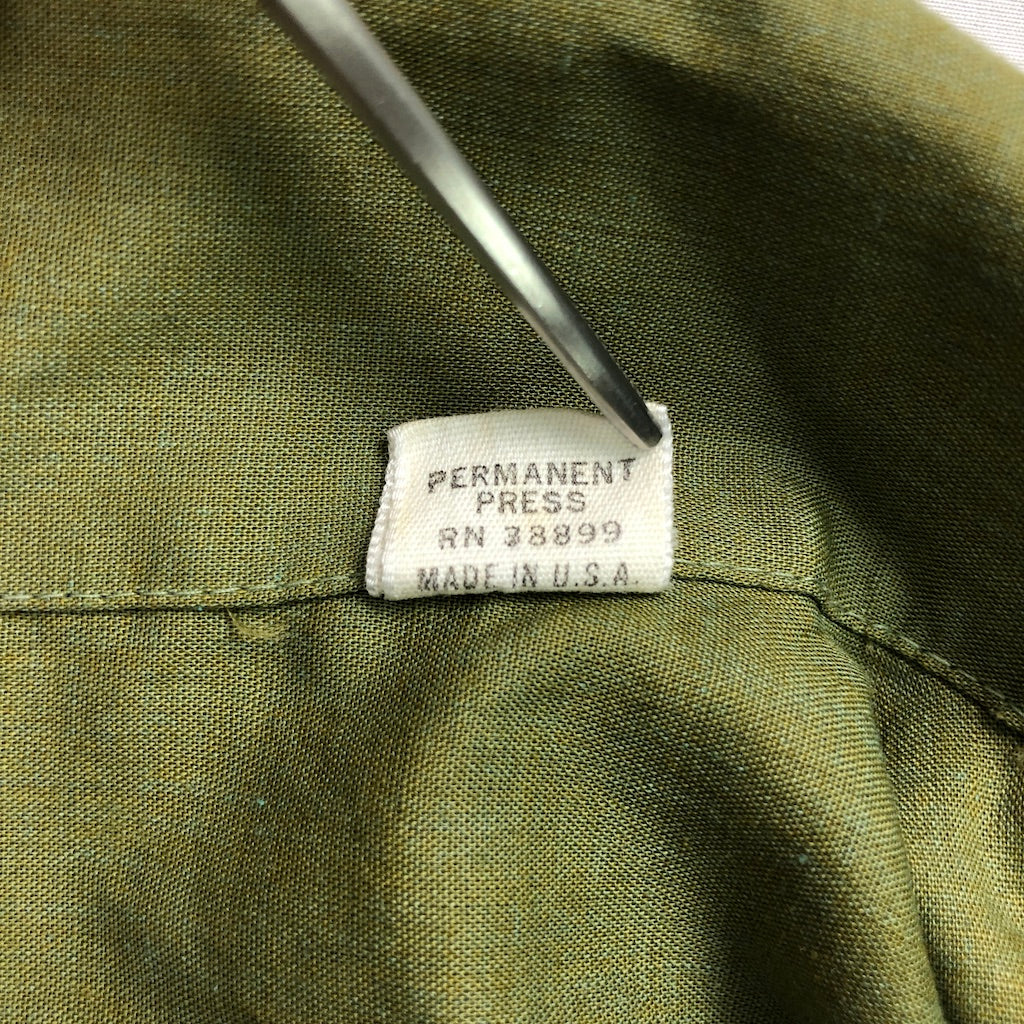 PERMANENT
PRESS
RN 38899
MADE IN U.S.A.